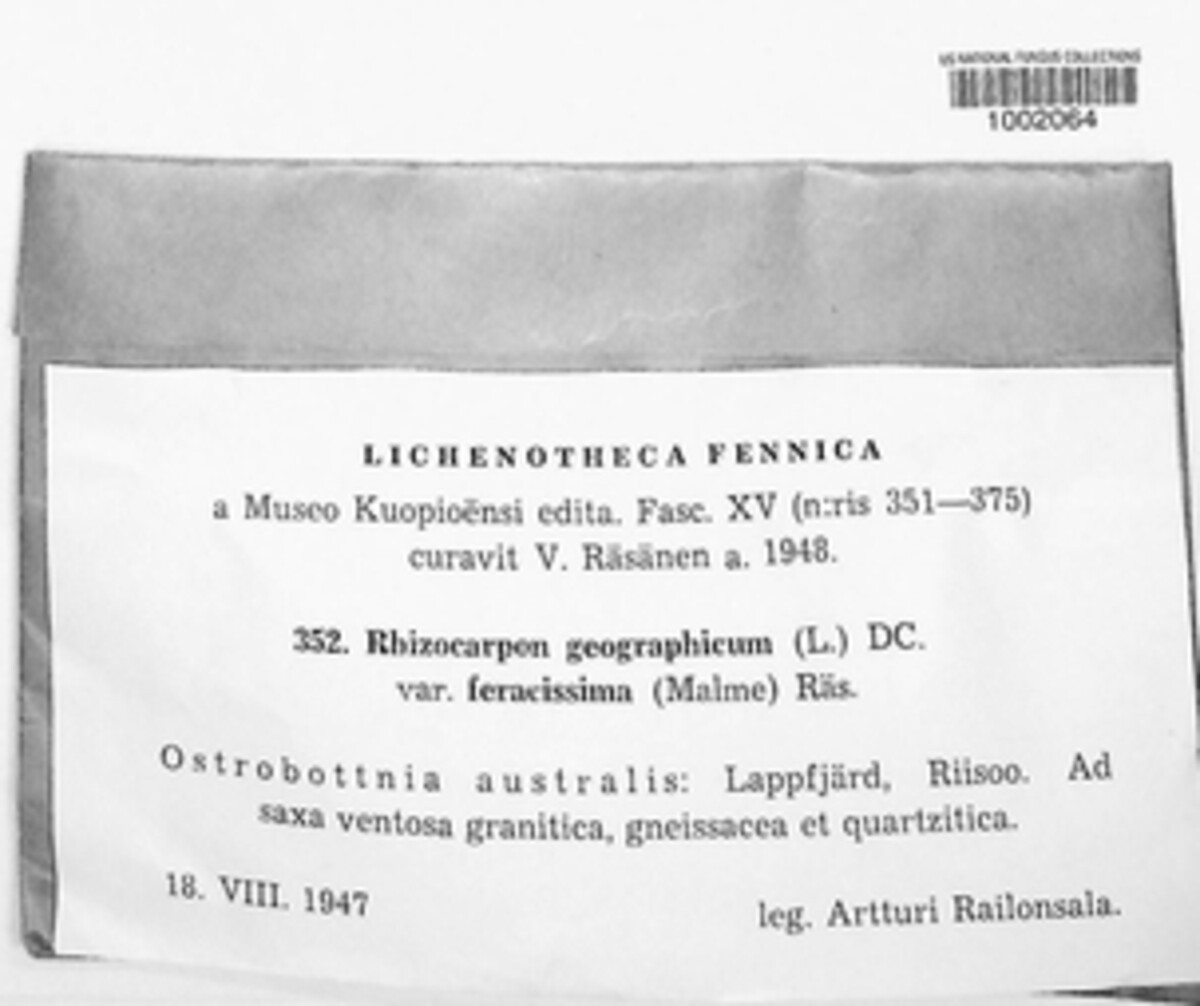 US NATIONAL FUNGUS COLLECTIONS
1002064
LICHENOTHECA FENNICA
a Museo Kuopioënsi edita. Fasc. XV (n:ris 351—375)
curavit V. Räsänen a. 1948.
352. Rhizocarpon geographicum (L.) DC.
var. feracissima (Malme) Räs.
Ostrobottnia australis: Lappfjärd, Riisoo. Ad
saxa ventosa granitica, gneissacea et quartzitica.
18. VIII. 1947
leg. Artturi Railonsala.